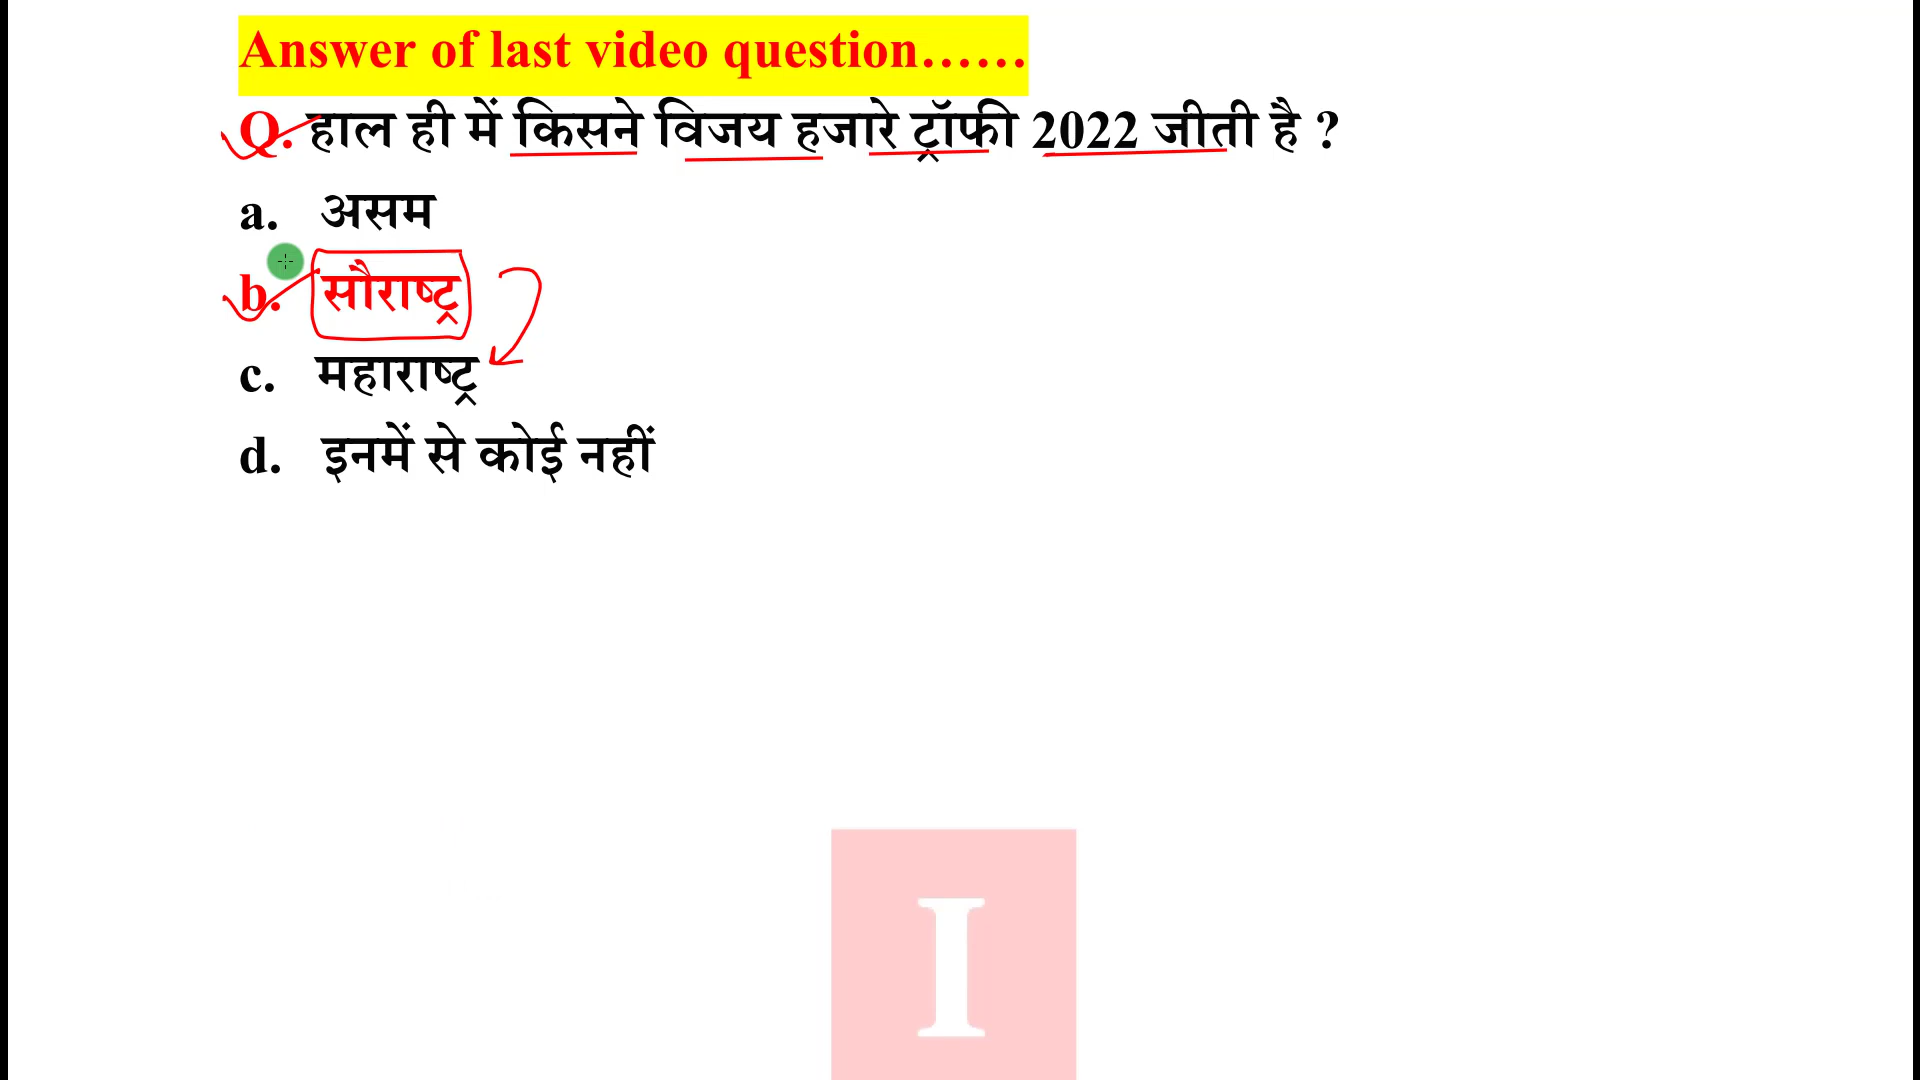 Answer of last video question……
Q. हाल ही में किसने विजय हजारे ट्रॉफी 2022 जीती है ?
a. असम
b. सौराष्ट्र
c. महाराष्ट्र
d. इनमें से कोई नहीं
I